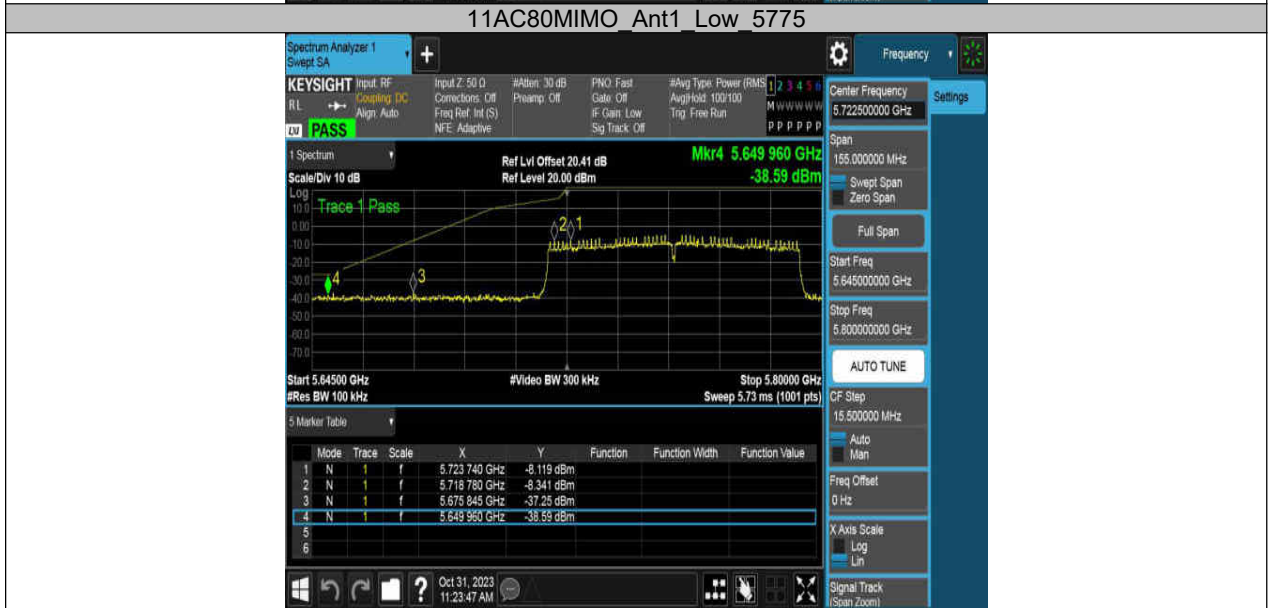 11AC80MIMO_Ant1_Low_5775
Spectrum Analyzer 1
Swept SA
+
Frequency
KEYSIGHT
RL
LXI
PASS
Input: RF
Coupling: DC
Align: Auto
Input Z: 50 Ω
Corrections: Off
Freq Ref: Int (S)
NFE: Adaptive
#Atten: 30 dB
Preamp: Off
PNO: Fast
Gate: Off
IF Gain: Low
Sig Track: Off
#Avg Type: Power (RMS
Avg|Hold: 100/100
Trig: Free Run
1 2 3 4 5 6
M W W W W W
P P P P P P
1 Spectrum
Scale/Div 10 dB
Ref Lvl Offset 20.41 dB
Ref Level 20.00 dBm
Mkr4 5.649 960 GHz
-38.59 dBm
Log
Trace 1 Pass
10.0
0.00
-10.0
-20.0
-30.0
-40.0
-50.0
-60.0
-70.0
4
3
2
1
Start 5.64500 GHz
#Res BW 100 kHz
#Video BW 300 kHz
Stop 5.80000 GHz
Sweep 5.73 ms (1001 pts)
5 Marker Table
Mode Trace Scale X Y Function Function Width Function Value
1 N 1 f 5.723 740 GHz -8.119 dBm
2 N 1 f 5.718 780 GHz -8.341 dBm
3 N 1 f 5.675 845 GHz -37.25 dBm
4 N 1 f 5.649 960 GHz -38.59 dBm
5
6
?
Oct 31, 2023
11:23:47 AM
Center Frequency
5.722500000 GHz
Settings
Span
155.000000 MHz
Swept Span
Zero Span
Full Span
Start Freq
5.645000000 GHz
Stop Freq
5.800000000 GHz
AUTO TUNE
CF Step
15.500000 MHz
Auto
Man
Freq Offset
0 Hz
X Axis Scale
Log
Lin
Signal Track
(Span Zoom)